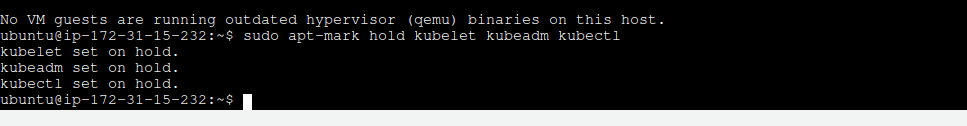 No VM guests are running outdated hypervisor (qemu) binaries on this host.
ubuntu@ip-172-31-15-232:~$ sudo apt-mark hold kubelet kubeadm kubectl
kubelet set on hold.
kubeadm set on hold.
kubectl set on hold.
ubuntu@ip-172-31-15-232:~$